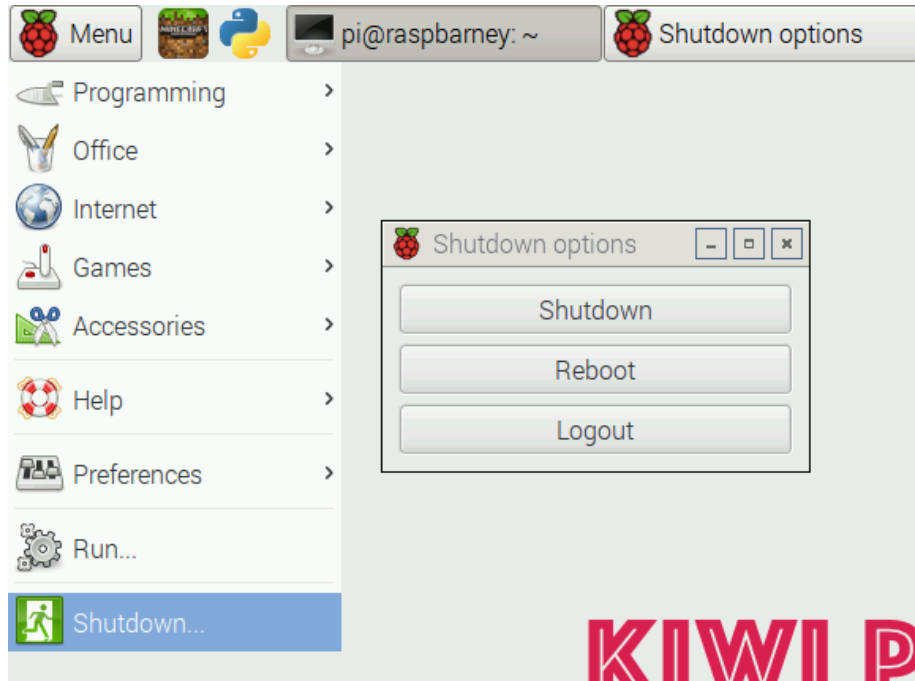 Menu pi@raspbarney: ~ Shutdown options
Programming
Office
Internet
Games
Accessories
Help
Preferences
Run...
Shutdown...
Shutdown options
Shutdown
Reboot
Logout
KIWI P